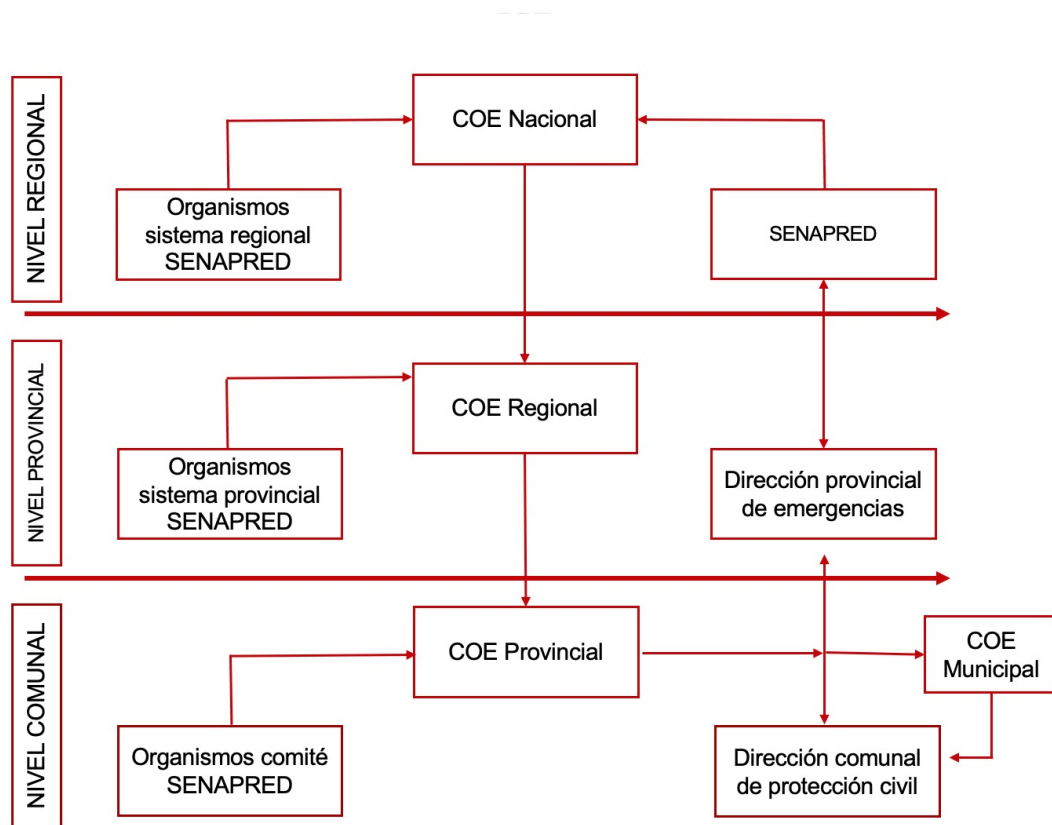 NIVEL REGIONAL
COE Nacional
Organismos
sistema regional
SENAPRED
SENAPRED
NIVEL PROVINCIAL
COE Regional
Organismos
sistema provincial
SENAPRED
Dirección provincial
de emergencias
NIVEL COMUNAL
COE Provincial
COE
Municipal
Organismos comité
SENAPRED
Dirección comunal
de protección civil